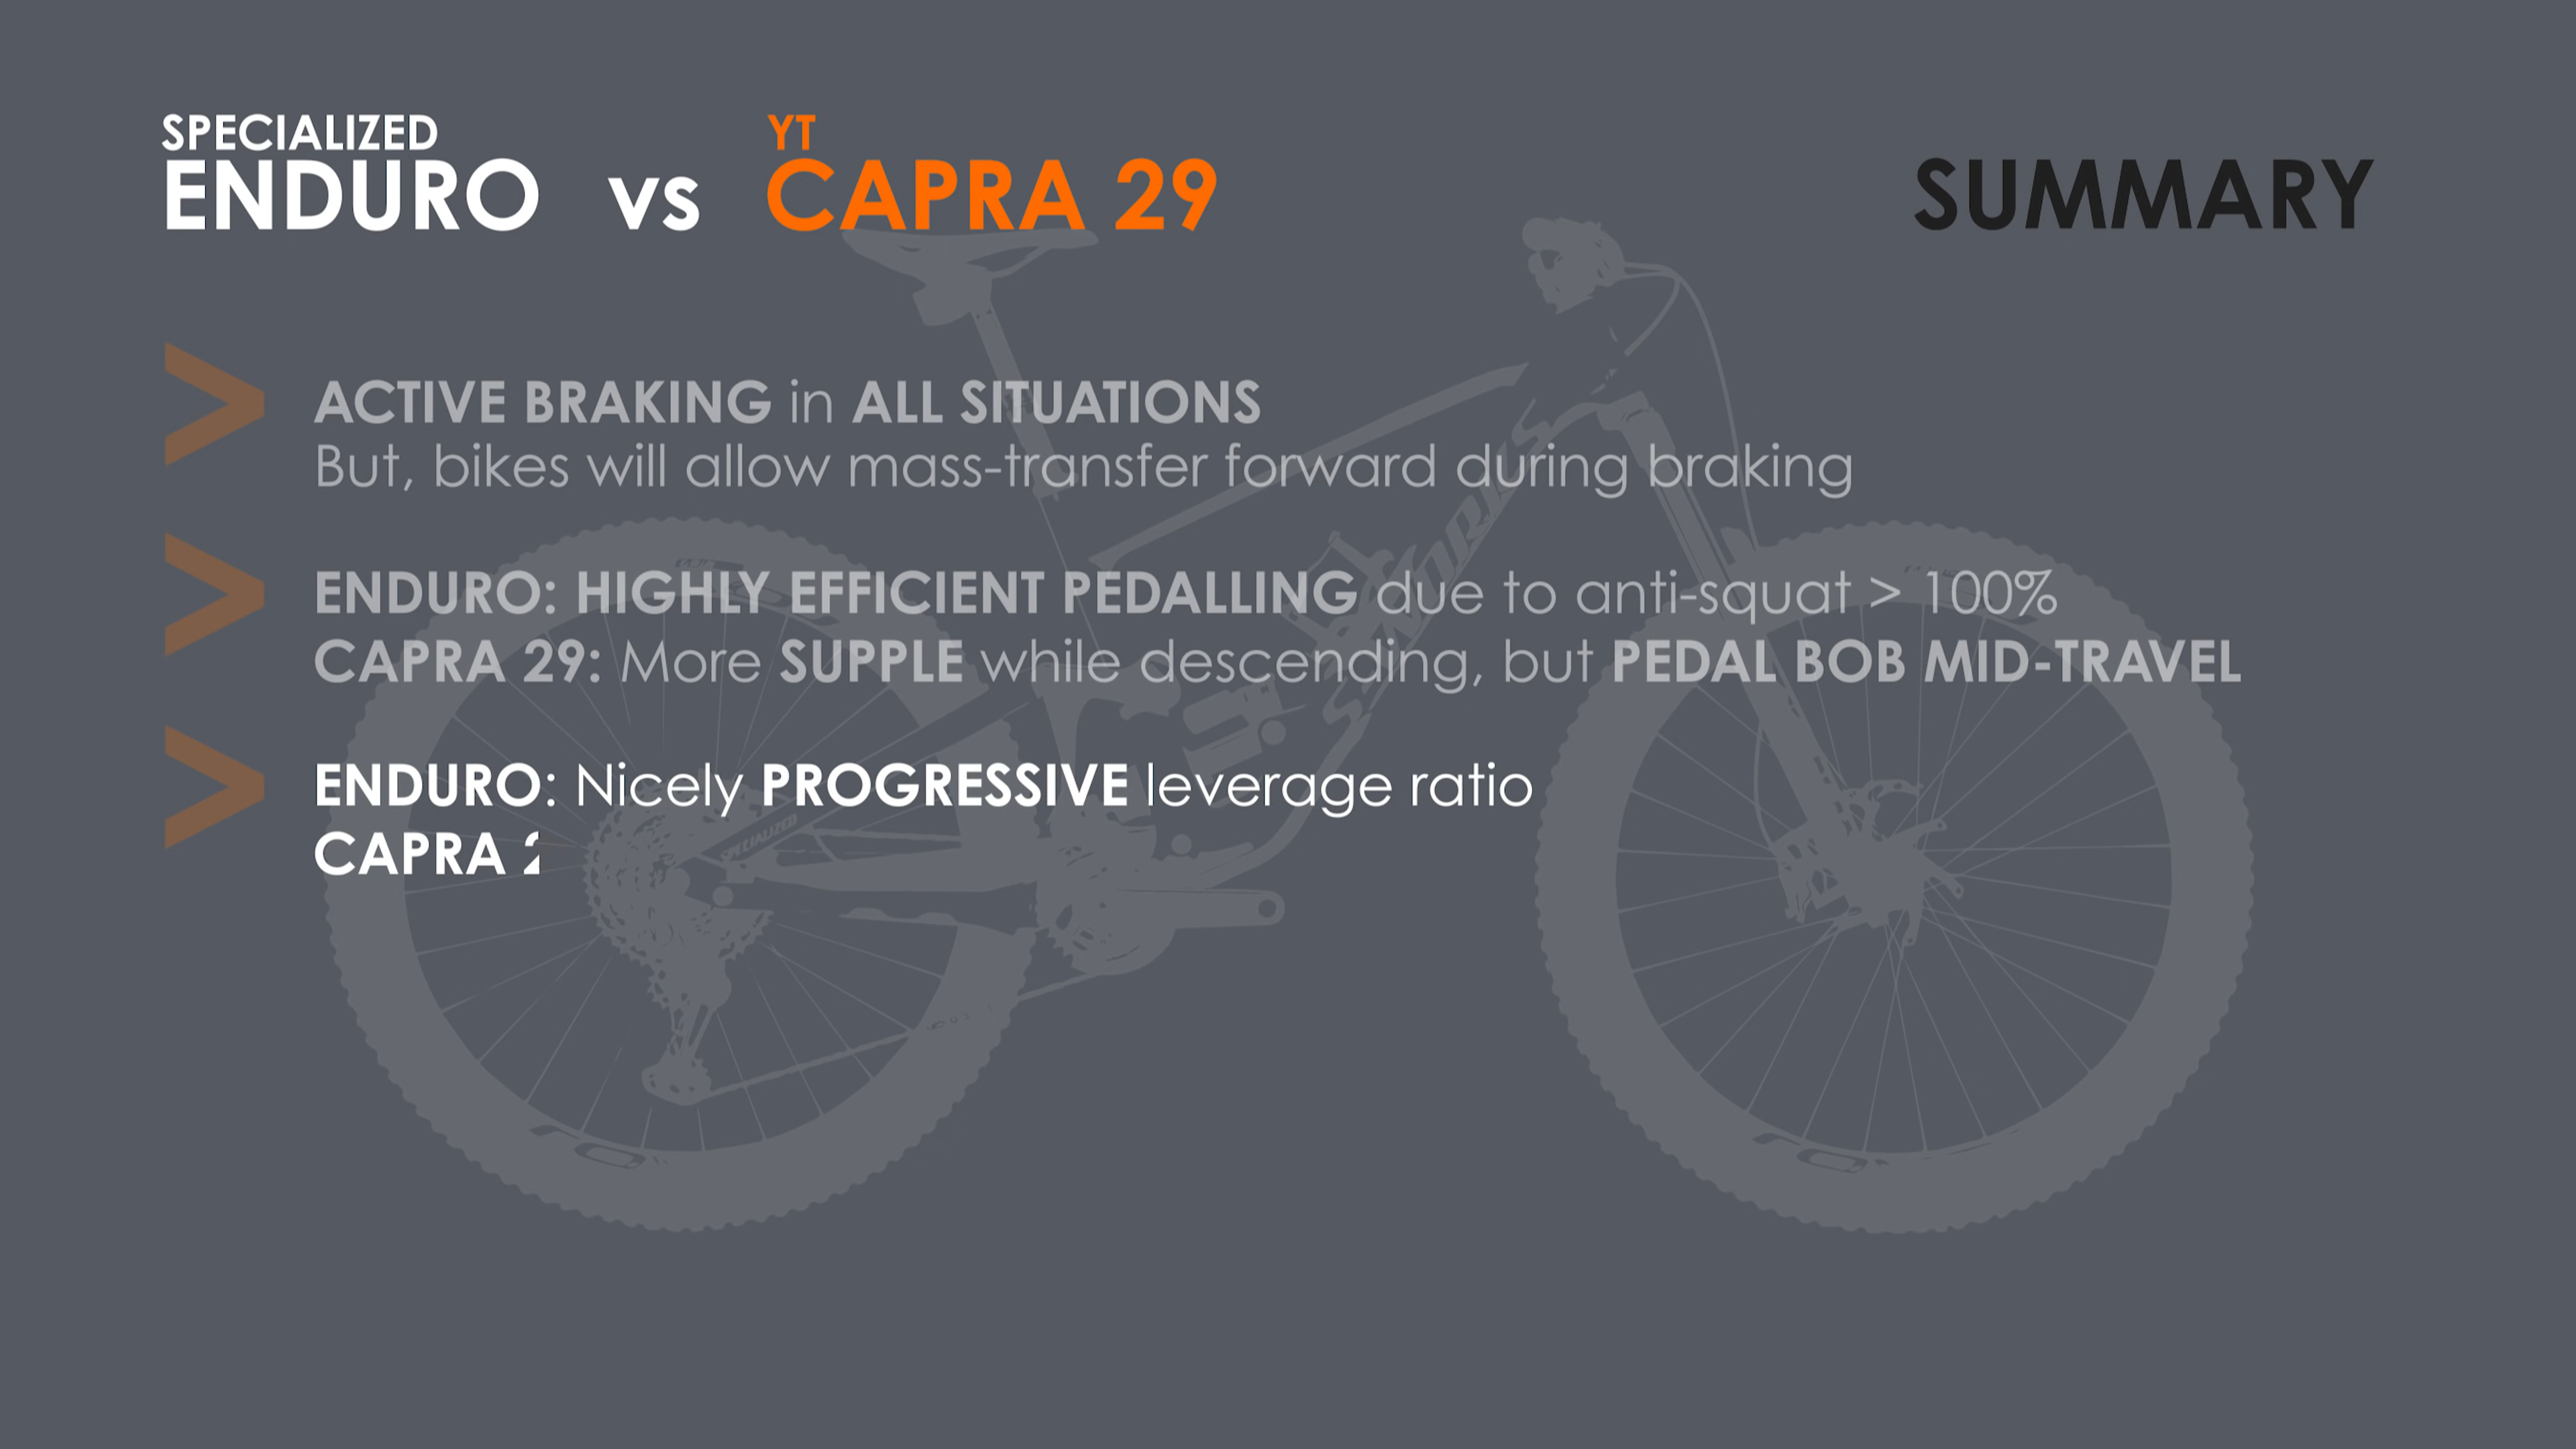 SPECIALIZED
ENDURO vs YT CAPRA 29
SUMMARY
> ACTIVE BRAKING in ALL SITUATIONS
But, bikes will allow mass-transfer forward during braking
> ENDURO: HIGHLY EFFICIENT PEDALLING due to anti-squat > 100%
CAPRA 29: More SUPPLE while descending, but PEDAL BOB MID-TRAVEL
> ENDURO: Nicely PROGRESSIVE leverage ratio
CAPRA
S-WORKS
SPECIALIZED